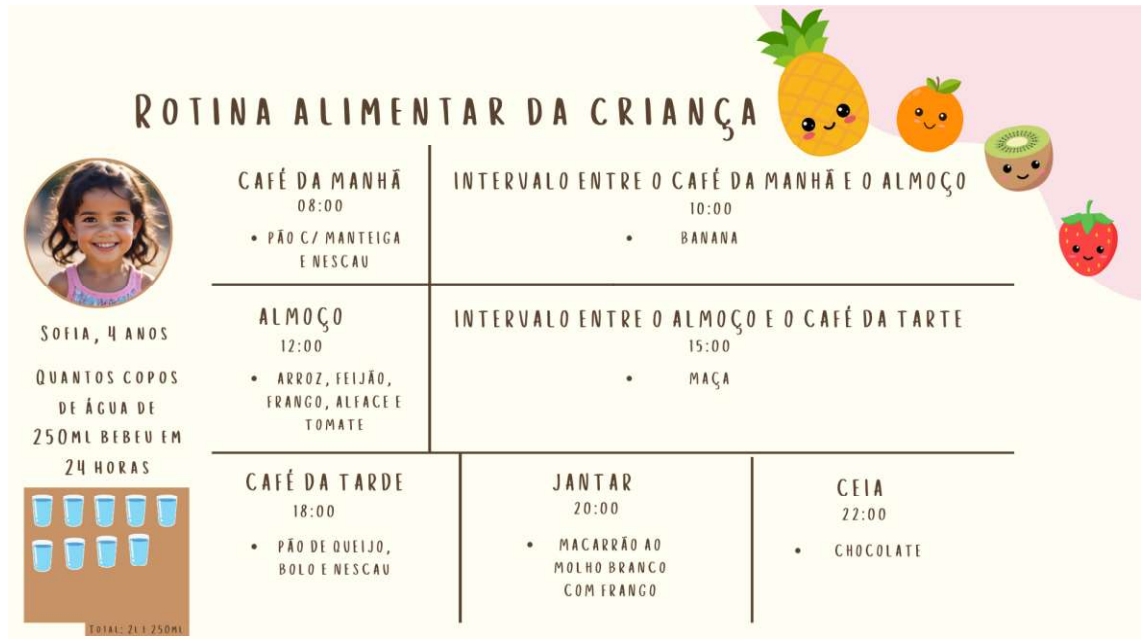 ROTINA ALIMENTAR DA CRIANÇA
SOFIA, 4 ANOS
QUANTOS COPOS
DE ÁGUA DE
250ML BEBEU EM
24 HORAS
TOTAL: 2L E 250ML
CAFÉ DA MANHÃ
08:00
• PÃO C/ MANTEIGA
E NESCAU
INTERVALO ENTRE O CAFÉ DA MANHÃ E O ALMOÇO
10:00
• BANANA
ALMOÇO
12:00
• ARROZ, FEIJÃO,
FRANGO, ALFACE E
TOMATE
INTERVALO ENTRE O ALMOÇO E O CAFÉ DA TARTE
15:00
• MAÇA
CAFÉ DA TARDE
18:00
• PÃO DE QUEIJO,
BOLO E NESCAU
JANTAR
20:00
• MACARRÃO AO
MOLHO BRANCO
COM FRANGO
CEIA
22:00
• CHOCOLATE